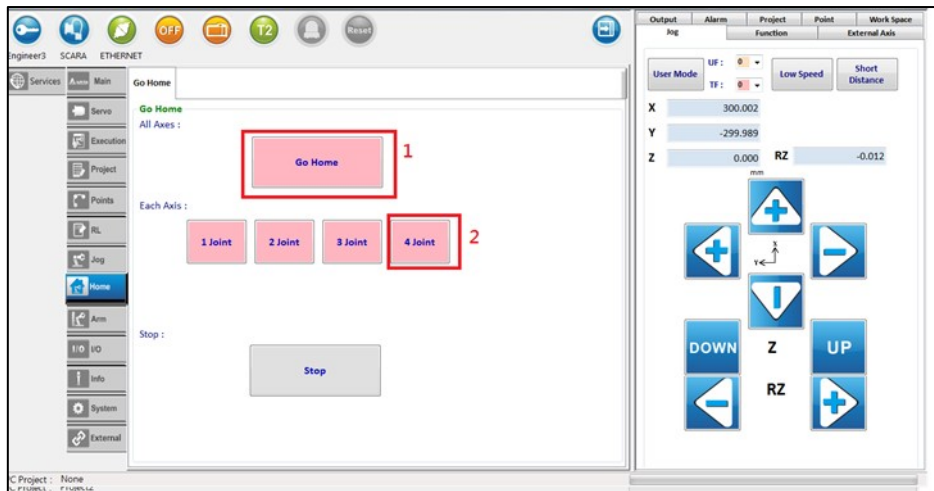 OFF
T2
Reset
Engineer3 SCARA ETHERNET
Output Alarm Project Point Work Space
Jog Function External Axis
Services
Main
Servo
Execution
Project
Points
RL
Jog
Home
Arm
I/O I/O
Info
System
External
Go Home
Go Home
All Axes :
Go Home
1
Each Axis :
1 Joint 2 Joint 3 Joint 4 Joint
2
Stop :
Stop
User Mode
UF : 0
TF : 0
Low Speed
Short
Distance
X 300.002
Y -299.989
Z 0.000 RZ -0.012
mm
X
Y
DOWN Z UP
RZ
C Project : None
C Project : Project2